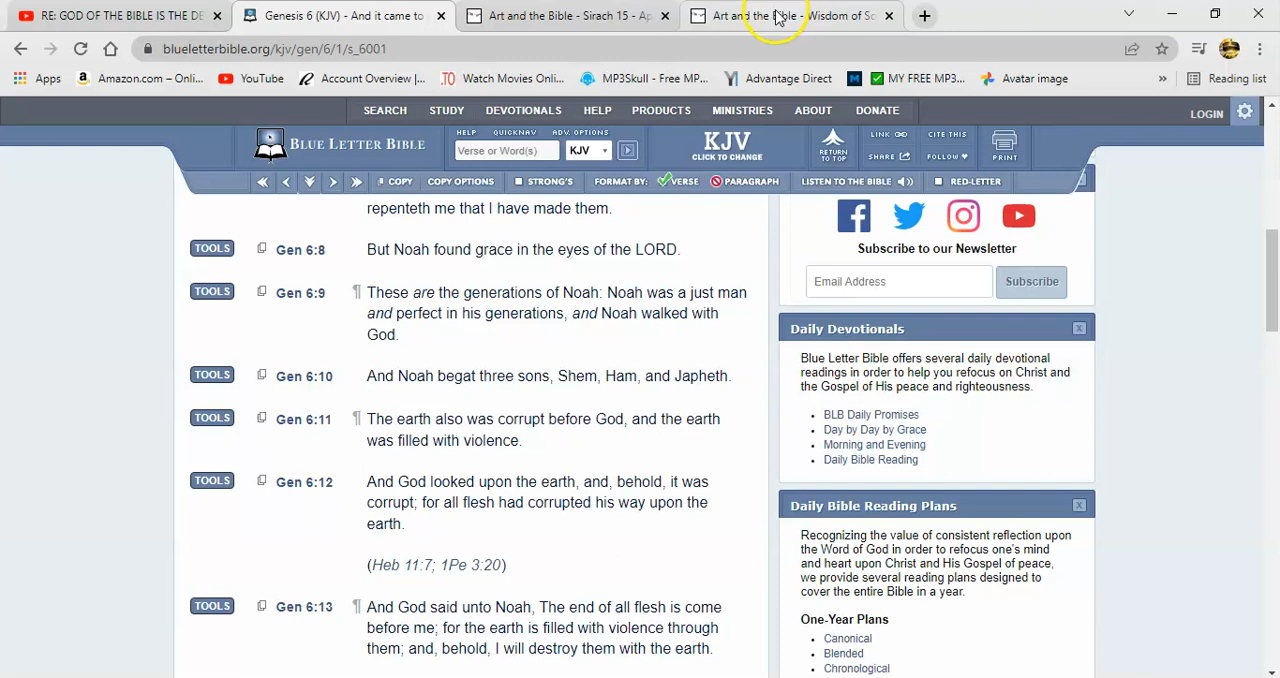 RE: GOD OF THE BIBLE IS THE DE
Genesis 6 (KJV) - And it came to
Art and the Bible - Sirach 15 - Ap
Art and the Bible - Wisdom of So
blueletterbible.org/kjv/gen/6/1/s_6001
Apps
Amazon.com – Onli...
YouTube
Account Overview |...
Watch Movies Onlin...
MP3Skull - Free MP...
Advantage Direct
MY FREE MP3...
Avatar image
»
Reading list
SEARCH STUDY DEVOTIONALS HELP PRODUCTS MINISTRIES ABOUT DONATE
LOGIN
BLUE LETTER BIBLE
HELP QUICKNAV ADV. OPTIONS
Verse or Word(s)
KJV
KJV
CLICK TO CHANGE
RETURN
TO TOP
LINK
CITE THIS
SHARE
FOLLOW
PRINT
COPY COPY OPTIONS STRONG'S FORMAT BY: VERSE PARAGRAPH LISTEN TO THE BIBLE RED-LETTER
repenteth me that I have made them.
TOOLS Gen 6:8 But Noah found grace in the eyes of the LORD.
TOOLS Gen 6:9 ¶ These are the generations of Noah: Noah was a just man
and perfect in his generations, and Noah walked with
God.
TOOLS Gen 6:10 And Noah begat three sons, Shem, Ham, and Japheth.
TOOLS Gen 6:11 ¶ The earth also was corrupt before God, and the earth
was filled with violence.
TOOLS Gen 6:12 And God looked upon the earth, and, behold, it was
corrupt; for all flesh had corrupted his way upon the
earth.
(Heb 11:7; 1Pe 3:20)
TOOLS Gen 6:13 ¶ And God said unto Noah, The end of all flesh is come
before me; for the earth is filled with violence through
them; and, behold, I will destroy them with the earth.
Subscribe to our Newsletter
Email Address
Subscribe
Daily Devotionals
Blue Letter Bible offers several daily devotional
readings in order to help you refocus on Christ and
the Gospel of His peace and righteousness.
• BLB Daily Promises
• Day by Day by Grace
• Morning and Evening
• Daily Bible Reading
Daily Bible Reading Plans
Recognizing the value of consistent reflection upon
the Word of God in order to refocus one's mind
and heart upon Christ and His Gospel of peace,
we provide several reading plans designed to
cover the entire Bible in a year.
One-Year Plans
• Canonical
• Blended
• Chronological